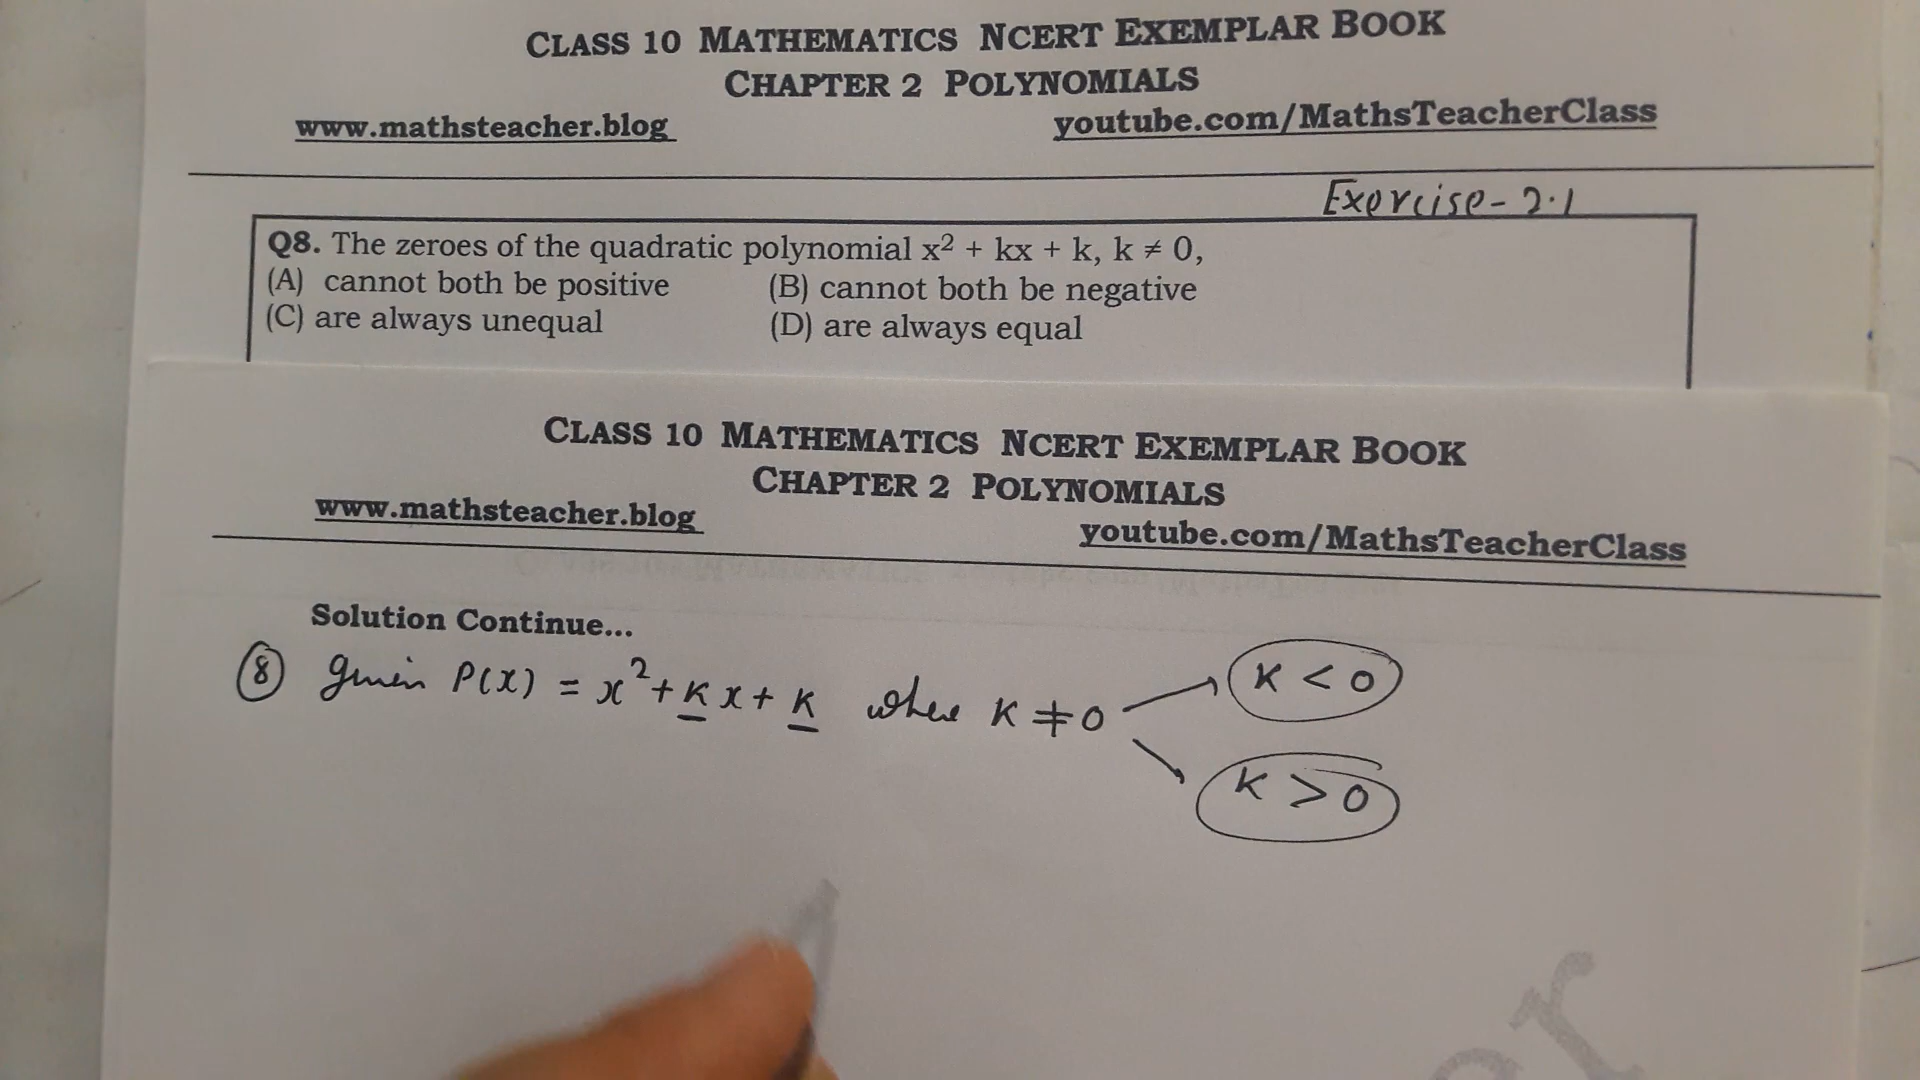 CLASS 10 MATHEMATICS NCERT EXEMPLAR BOOK
CHAPTER 2 POLYNOMIALS
www.mathsteacher.blog youtube.com/MathsTeacherClass
Exercise-2.1
Q8. The zeroes of the quadratic polynomial x² + kx + k, k ≠ 0,
(A) cannot both be positive (B) cannot both be negative
(C) are always unequal (D) are always equal
CLASS 10 MATHEMATICS NCERT EXEMPLAR BOOK
CHAPTER 2 POLYNOMIALS
www.mathsteacher.blog youtube.com/MathsTeacherClass
Solution Continue...
⑧ given P(x) = x² + kx + k where k ≠ 0 k < 0
k > 0
er